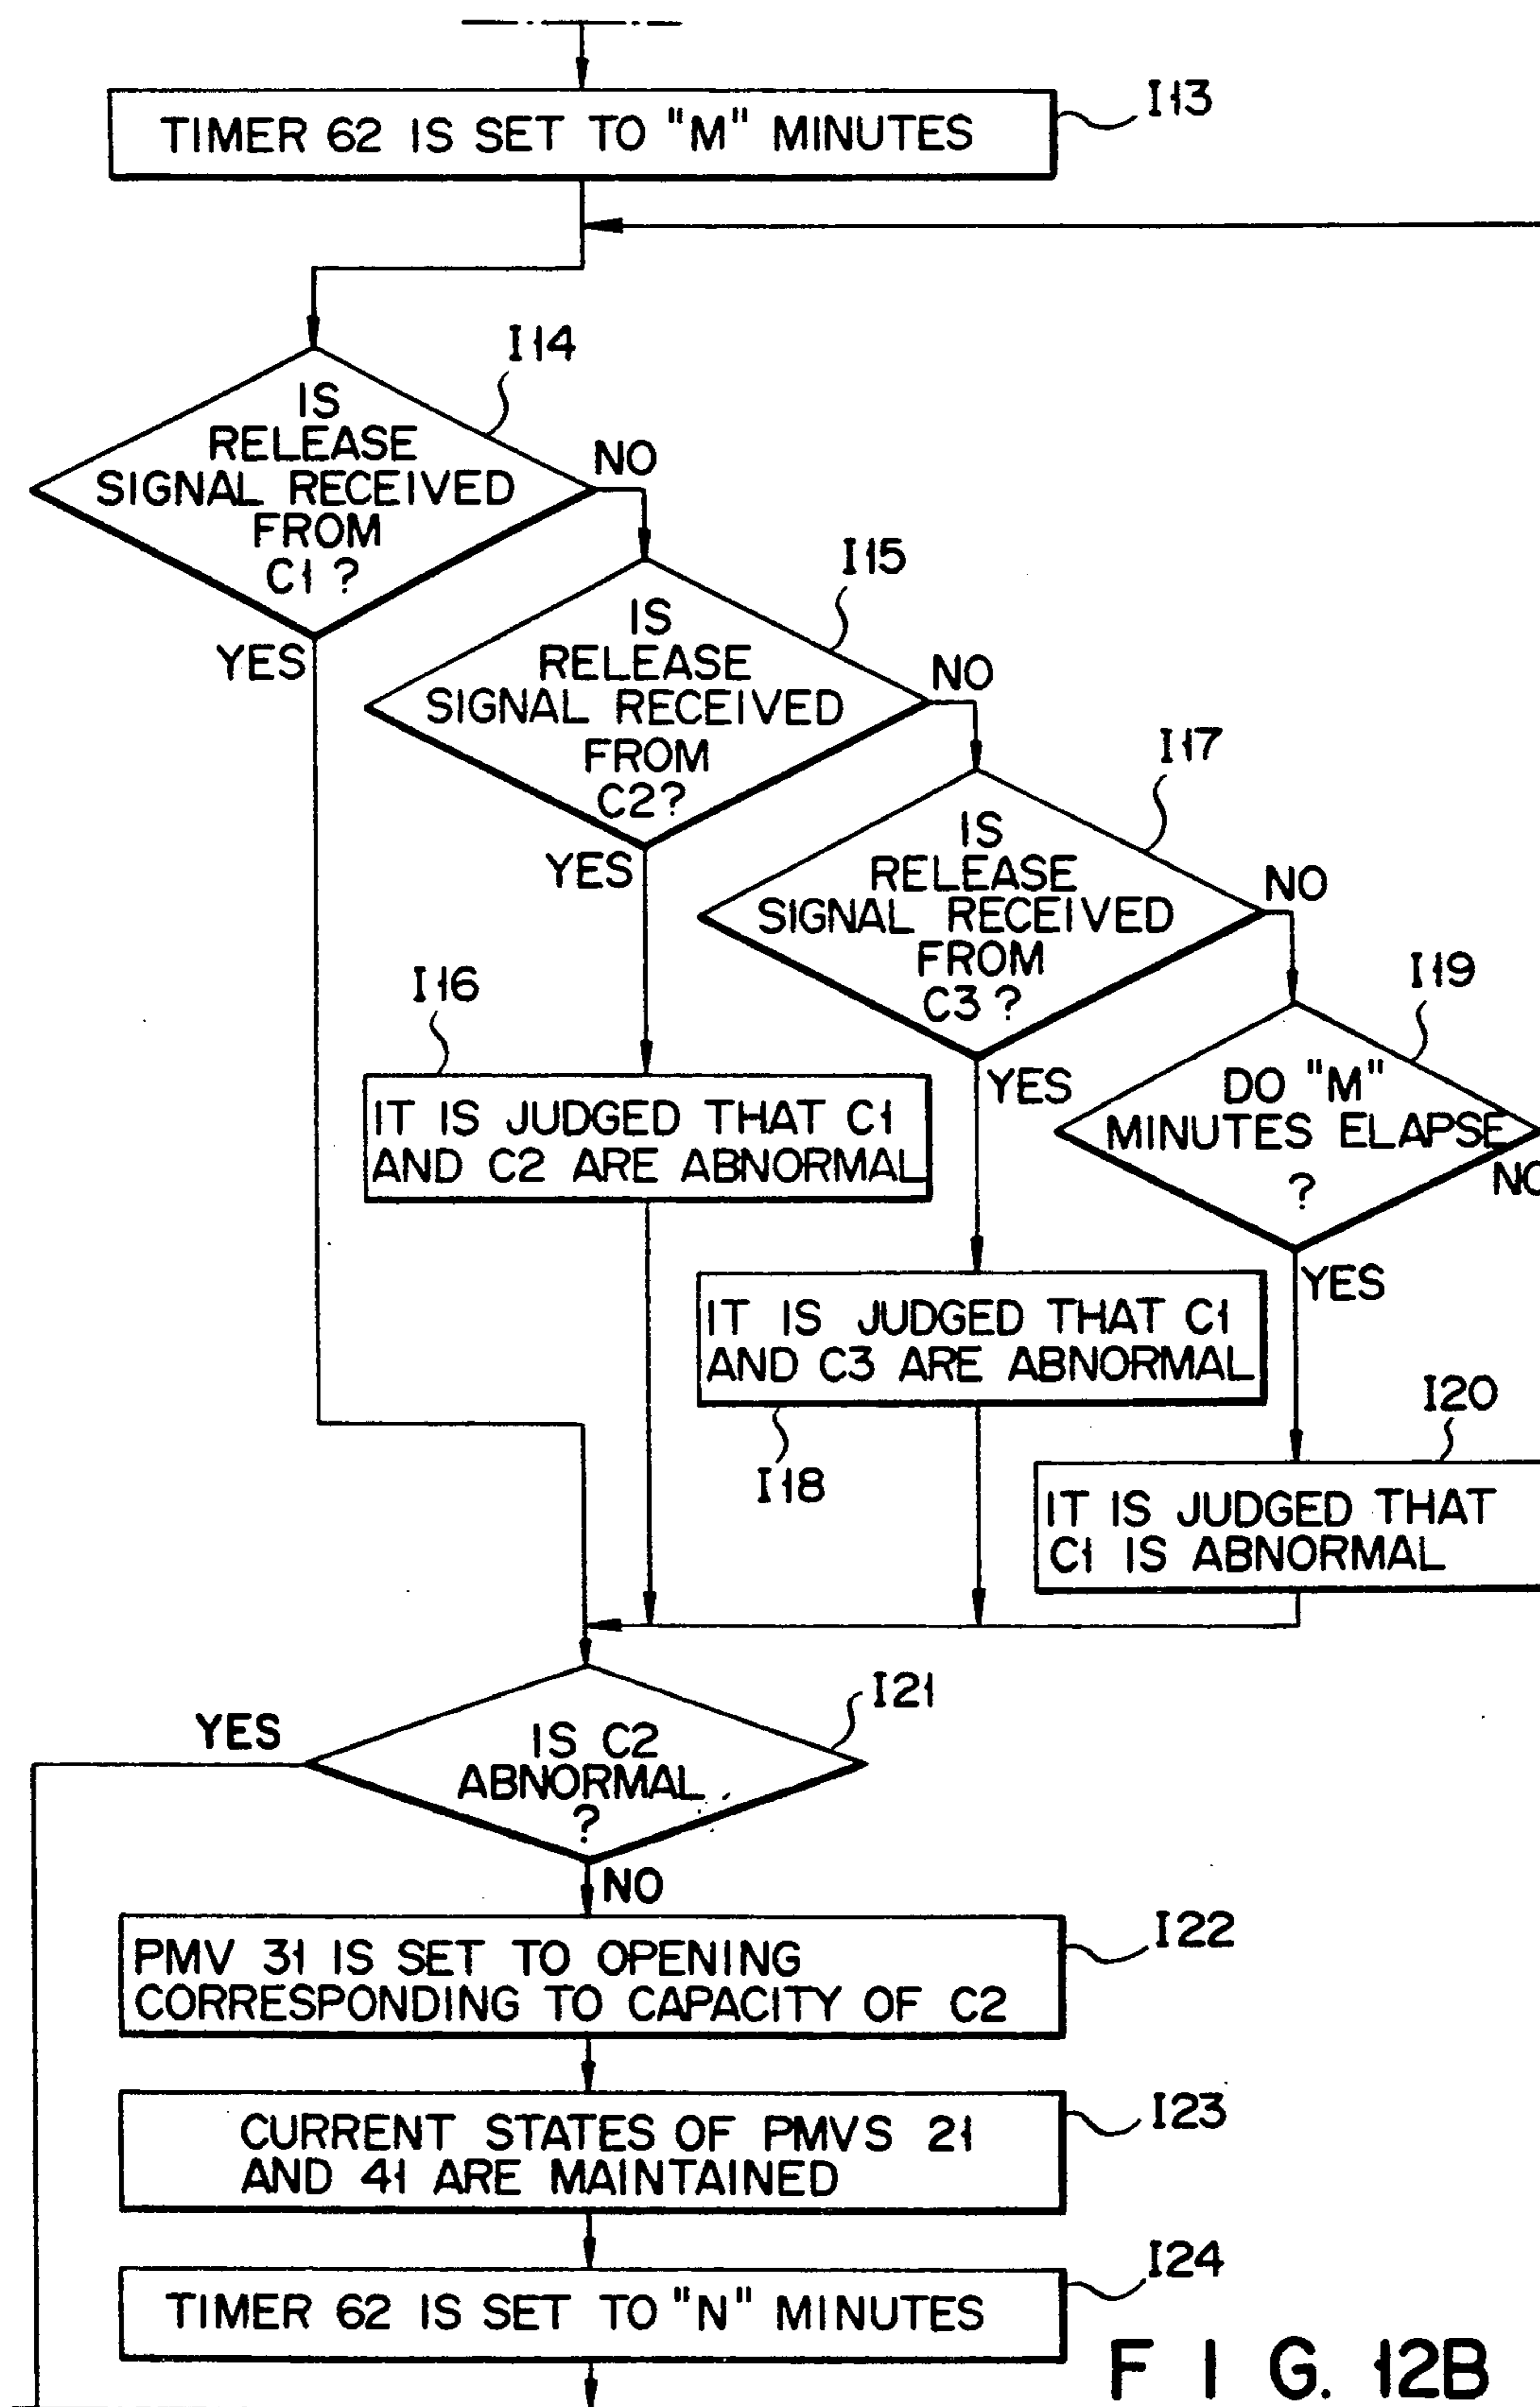 I13
TIMER 62 IS SET TO "M" MINUTES
I14
IS
RELEASE
SIGNAL RECEIVED
FROM
C1 ?
NO
YES
I15
IS
RELEASE
SIGNAL RECEIVED
FROM
C2?
NO
YES
I17
IS
RELEASE
SIGNAL RECEIVED
FROM
C3 ?
NO
YES
I16
IT IS JUDGED THAT C1
AND C2 ARE ABNORMAL
I19
DO "M"
MINUTES ELAPSE
?
NO
YES
IT IS JUDGED THAT C1
AND C3 ARE ABNORMAL
I18
I20
IT IS JUDGED THAT
C1 IS ABNORMAL
I21
YES
IS C2
ABNORMAL
?
NO
I22
PMV 31 IS SET TO OPENING
CORRESPONDING TO CAPACITY OF C2
I23
CURRENT STATES OF PMVS 21
AND 41 ARE MAINTAINED
I24
TIMER 62 IS SET TO "N" MINUTES
F I G. 12B